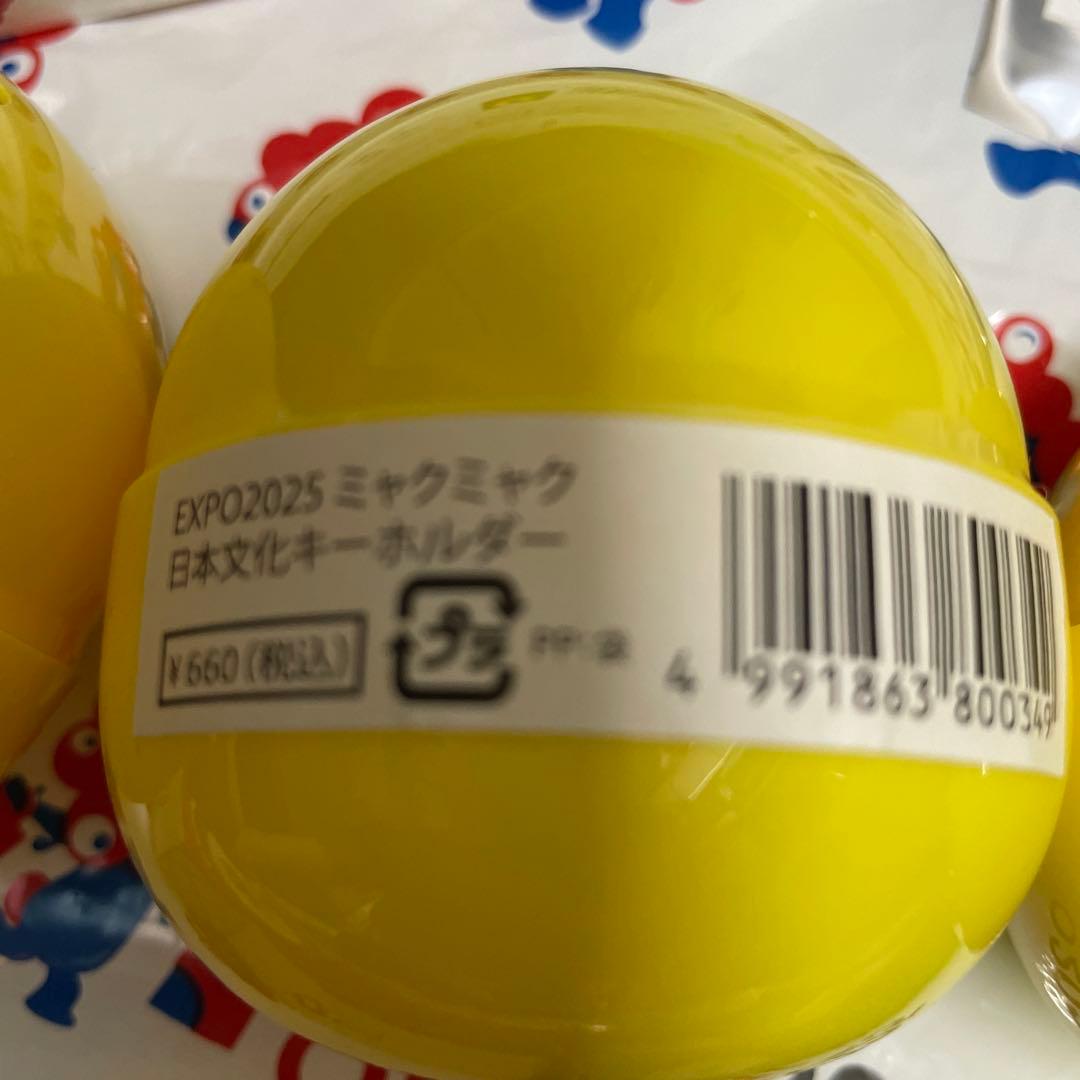 EXPO2025 ミャクミャク
日本文化キーホルダー
¥660(税込)
プラ
4 991863 800349